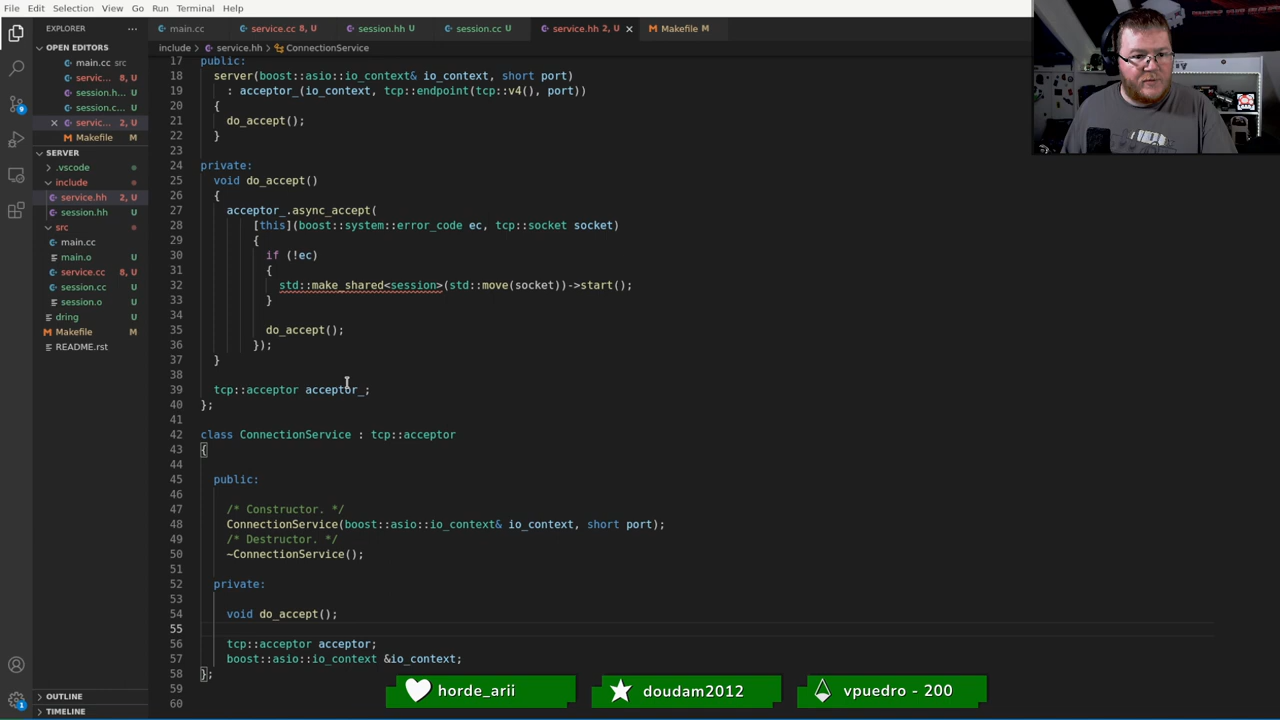 File Edit Selection View Go Run Terminal Help
EXPLORER
main.cc
service.cc 8, U
session.hh U
session.cc U
service.hh 2, U
Makefile M
include > service.hh > ConnectionService
OPEN EDITORS
main.cc src
servic... 8, U
session.h... U
session.c... U
servic... 2, U
Makefile M
SERVER
.vscode
include
service.hh 2, U
session.hh U
src
main.cc
main.o U
service.cc 8, U
session.cc U
session.o U
dring U
Makefile M
README.rst
OUTLINE
TIMELINE
9
1
17 public:
18 server(boost::asio::io_context& io_context, short port)
19 : acceptor_(io_context, tcp::endpoint(tcp::v4(), port))
20 {
21 do_accept();
22 }
23
24 private:
25 void do_accept()
26 {
27 acceptor_.async_accept(
28 [this](boost::system::error_code ec, tcp::socket socket)
29 {
30 if (!ec)
31 {
32 std::make_shared<session>(std::move(socket))->start();
33 }
34
35 do_accept();
36 });
37 }
38
39 tcp::acceptor acceptor_;
40 };
41
42 class ConnectionService : tcp::acceptor
43 {
44
45 public:
46
47 /* Constructor. */
48 ConnectionService(boost::asio::io_context& io_context, short port);
49 /* Destructor. */
50 ~ConnectionService();
51
52 private:
53
54 void do_accept();
55
56 tcp::acceptor acceptor;
57 boost::asio::io_context &io_context;
58 };
59
60
horde_arii
doudam2012
vpuedro - 200